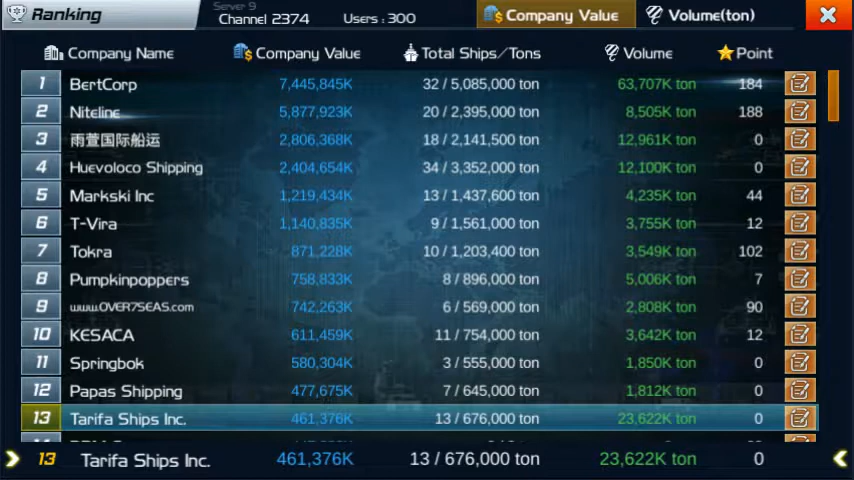 Ranking Server 9 Channel 2374 Users : 300 Company Value Volume(ton)
Company Name Company Value Total Ships/Tons Volume Point
1 BertCorp 7,445,845K 32 / 5,085,000 ton 63,707K ton 184
2 Niteline 5,877,923K 20 / 2,395,000 ton 8,505K ton 188
3 雨萱国际船运 2,806,368K 18 / 2,141,500 ton 12,961K ton 0
4 Huevoloco Shipping 2,404,654K 34 / 3,352,000 ton 12,100K ton 0
5 Markski Inc 1,219,434K 13 / 1,437,600 ton 4,235K ton 44
6 T-Vira 1,140,835K 9 / 1,561,000 ton 3,755K ton 12
7 Tokra 871,228K 10 / 1,203,400 ton 3,549K ton 102
8 Pumpkinpoppers 758,833K 8 / 896,000 ton 5,006K ton 7
9 www.OVER7SEAS.com 742,263K 6 / 569,000 ton 2,808K ton 90
10 KESACA 611,459K 11 / 754,000 ton 3,642K ton 12
11 Springbok 580,304K 3 / 555,000 ton 1,850K ton 0
12 Papas Shipping 477,675K 7 / 645,000 ton 1,812K ton 0
13 Tarifa Ships Inc. 461,376K 13 / 676,000 ton 23,622K ton 0
13 Tarifa Ships Inc. 461,376K 13 / 676,000 ton 23,622K ton 0